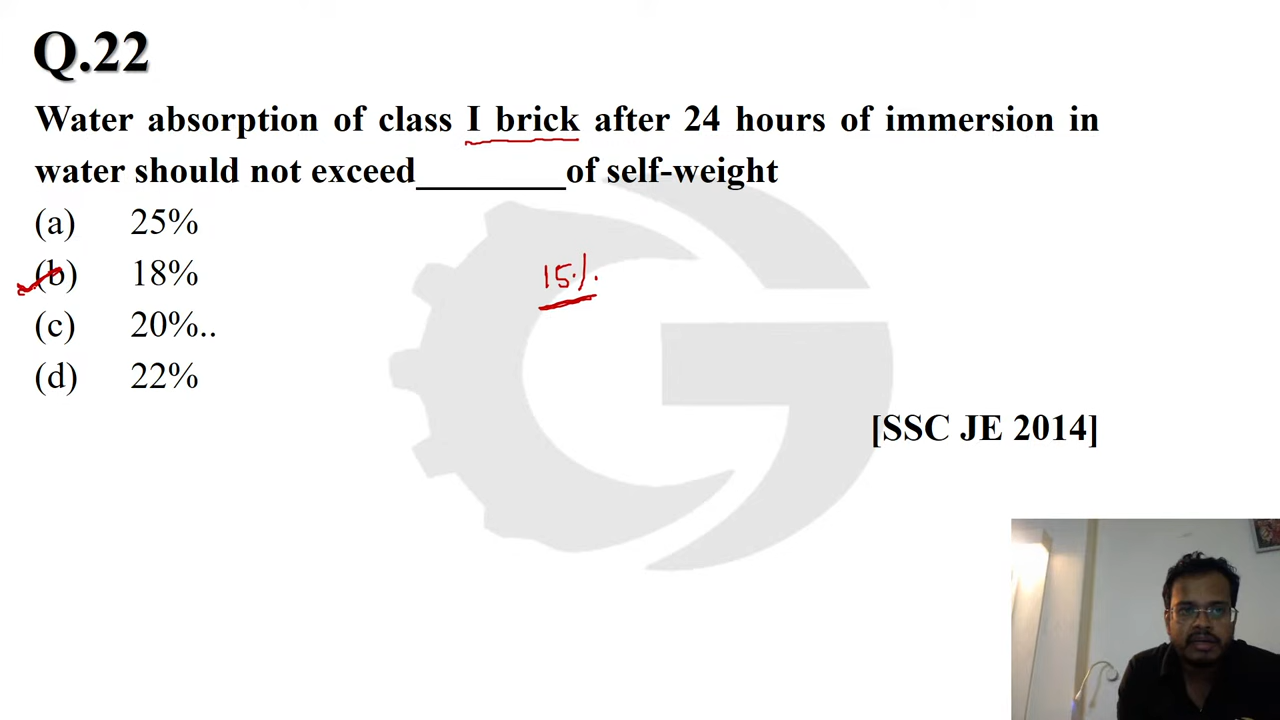 Q.22
Water absorption of class I brick after 24 hours of immersion in
water should not exceed________of self-weight
(a) 25%
(b) 18%
15%
(c) 20%..
(d) 22%
[SSC JE 2014]